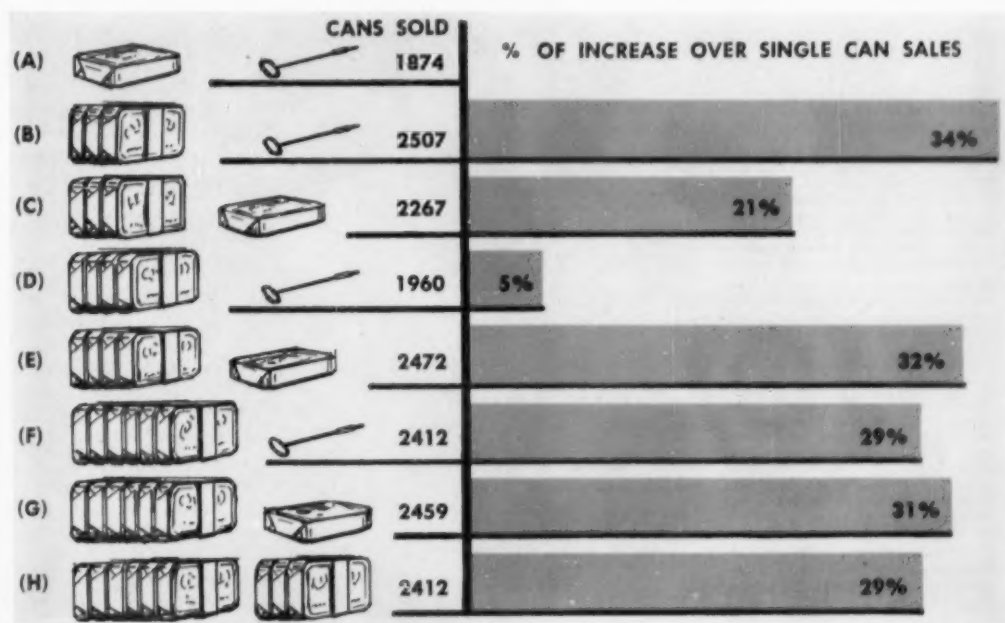 CANS SOLD
% OF INCREASE OVER SINGLE CAN SALES
(A) 1874
(B) 2507 34%
(C) 2267 21%
(D) 1960 5%
(E) 2472 32%
(F) 2412 29%
(G) 2459 31%
(H) 2412 29%